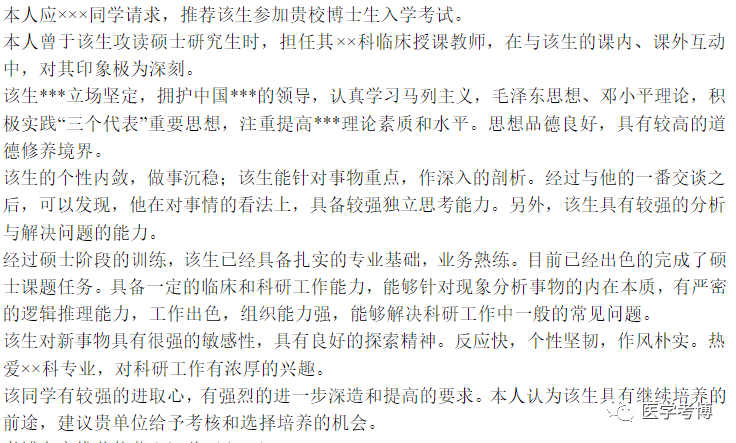 本人应×××同学请求，推荐该生参加贵校博士生入学考试。
本人曾于该生攻读硕士研究生时，担任其××科临床授课教师，在与该生的课内、课外互动
中，对其印象极为深刻。
该生***立场坚定，拥护中国***的领导，认真学习马列主义，毛泽东思想、邓小平理论，积
极实践“三个代表”重要思想，注重提高***理论素质和水平。思想品德良好，具有较高的道
德修养境界。
该生的个性内敛，做事沉稳；该生能针对事物重点，作深入的剖析。经过与他的一番交谈之
后，可以发现，他在对事情的看法上，具备较强独立思考能力。另外，该生具有较强的分析
与解决问题的能力。
经过硕士阶段的训练，该生已经具备扎实的专业基础，业务熟练。目前已经出色的完成了硕
士课题任务。具备一定的临床和科研工作能力，能够针对现象分析事物的内在本质，有严密
的逻辑推理能力，工作出色，组织能力强，能够解决科研工作中一般的常见问题。
该生对新事物具有很强的敏感性，具有良好的探索精神。反应快，个性坚韧，作风朴实。热
爱××科专业，对科研工作有浓厚的兴趣。
该同学有较强的进取心，有强烈的进一步深造和提高的要求。本人认为该生具有继续培养的
前途，建议贵单位给予考核和选择培养的机会。
医学考博